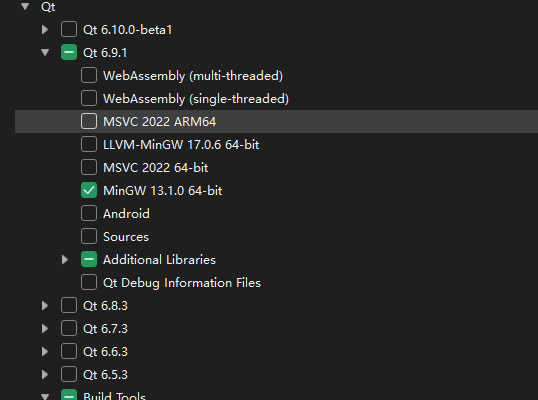 Qt
Qt 6.10.0-beta1
Qt 6.9.1
WebAssembly (multi-threaded)
WebAssembly (single-threaded)
MSVC 2022 ARM64
LLVM-MinGW 17.0.6 64-bit
MSVC 2022 64-bit
MinGW 13.1.0 64-bit
Android
Sources
Additional Libraries
Qt Debug Information Files
Qt 6.8.3
Qt 6.7.3
Qt 6.6.3
Qt 6.5.3
Build Tools